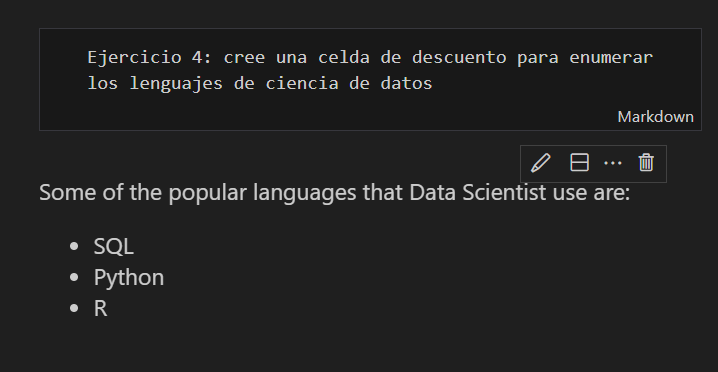 Ejercicio 4: cree una celda de descuento para enumerar
los lenguajes de ciencia de datos
Markdown
Some of the popular languages that Data Scientist use are:
• SQL
• Python
• R